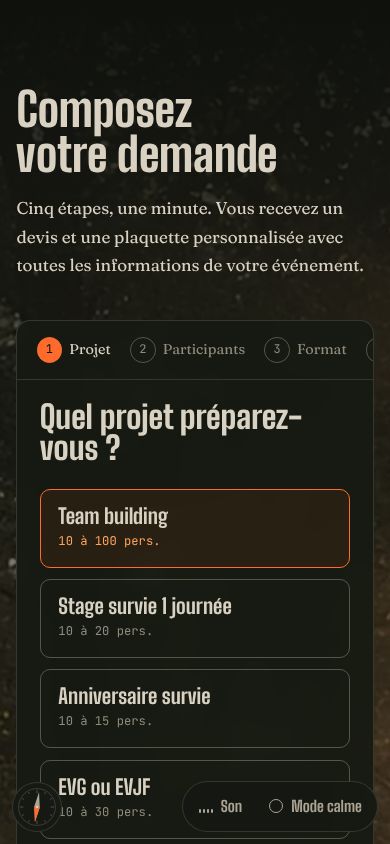 Composez
votre demande
Cinq étapes, une minute. Vous recevez un
devis et une plaquette personnalisée avec
toutes les informations de votre événement.
1 Projet 2 Participants 3 Format
Quel projet préparez-
vous ?
Team building
10 à 100 pers.
Stage survie 1 journée
10 à 20 pers.
Anniversaire survie
10 à 15 pers.
EVG ou EVJF
10 à 30 pers.
Son Mode calme